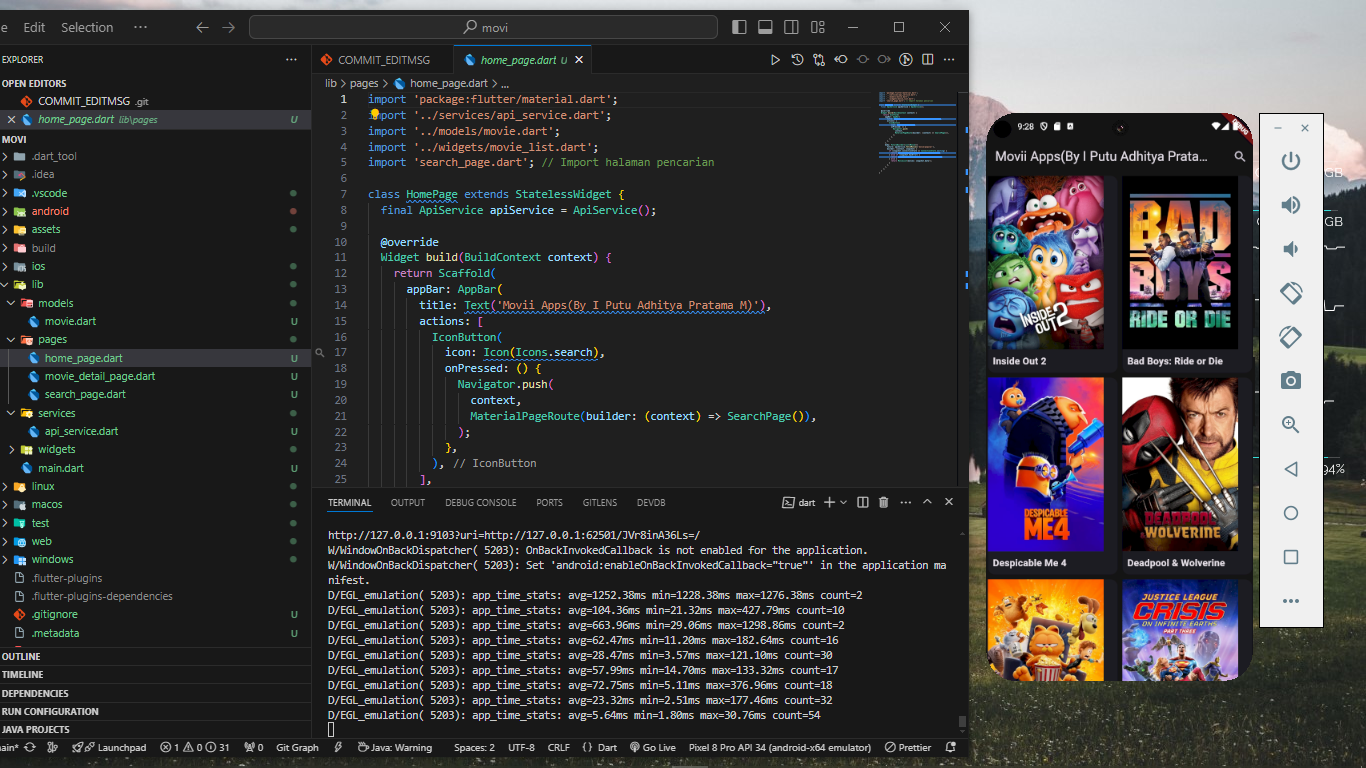 e Edit Selection ···
movi
EXPLORER
OPEN EDITORS
COMMIT_EDITMSG .git
home_page.dart lib\pages U
MOVI
.dart_tool
.idea
.vscode
android
assets
build
ios
lib
models
movie.dart U
pages
home_page.dart U
movie_detail_page.dart U
search_page.dart U
services
api_service.dart U
widgets
main.dart U
linux
macos
test
web
windows
.flutter-plugins
.flutter-plugins-dependencies
.gitignore U
.metadata U
OUTLINE
TIMELINE
DEPENDENCIES
RUN CONFIGURATION
JAVA PROJECTS
COMMIT_EDITMSG
home_page.dart U
lib > pages > home_page.dart > ...
1 import 'package:flutter/material.dart';
2 import '../services/api_service.dart';
3 import '../models/movie.dart';
4 import '../widgets/movie_list.dart';
5 import 'search_page.dart'; // Import halaman pencarian
6
7 class HomePage extends StatelessWidget {
8 final ApiService apiService = ApiService();
9
10 @override
11 Widget build(BuildContext context) {
12 return Scaffold(
13 appBar: AppBar(
14 title: Text('Movii Apps(By I Putu Adhitya Pratama M)'),
15 actions: [
16 IconButton(
17 icon: Icon(Icons.search),
18 onPressed: () {
19 Navigator.push(
20 context,
21 MaterialPageRoute(builder: (context) => SearchPage()),
22 );
23 },
24 ), // IconButton
25 ],
TERMINAL OUTPUT DEBUG CONSOLE PORTS GITLENS DEVDB
dart
http://127.0.0.1:9103?uri=http://127.0.0.1:62501/JVr8inA36Ls=/
W/WindowOnBackDispatcher( 5203): OnBackInvokedCallback is not enabled for the application.
W/WindowOnBackDispatcher( 5203): Set 'android:enableOnBackInvokedCallback="true"' in the application ma
nifest.
D/EGL_emulation( 5203): app_time_stats: avg=1252.38ms min=1228.38ms max=1276.38ms count=2
D/EGL_emulation( 5203): app_time_stats: avg=104.36ms min=21.32ms max=427.79ms count=10
D/EGL_emulation( 5203): app_time_stats: avg=663.96ms min=29.06ms max=1298.86ms count=2
D/EGL_emulation( 5203): app_time_stats: avg=62.47ms min=11.20ms max=182.64ms count=16
D/EGL_emulation( 5203): app_time_stats: avg=28.47ms min=3.57ms max=121.10ms count=30
D/EGL_emulation( 5203): app_time_stats: avg=57.99ms min=14.70ms max=133.32ms count=17
D/EGL_emulation( 5203): app_time_stats: avg=72.75ms min=5.11ms max=376.96ms count=18
D/EGL_emulation( 5203): app_time_stats: avg=23.32ms min=2.51ms max=177.46ms count=32
D/EGL_emulation( 5203): app_time_stats: avg=5.64ms min=1.80ms max=30.76ms count=54
nain* Launchpad 1 0 31 0 Git Graph Java: Warning Spaces: 2 UTF-8 CRLF {} Dart Go Live Pixel 8 Pro API 34 (android-x64 emulator) Prettier
9:28
Movii Apps(By I Putu Adhitya Prata...
INSIDE OUT 2
Inside Out 2
BAD BOYS
RIDE OR DIE
Bad Boys: Ride or Die
DESPICABLE
ME4
Despicable Me 4
DEADPOOL
WOLVERINE
Deadpool & Wolverine
JUSTICE LEAGUE
CRISIS
ON INFINITE EARTHS
PART THREE
GB
GB
94%